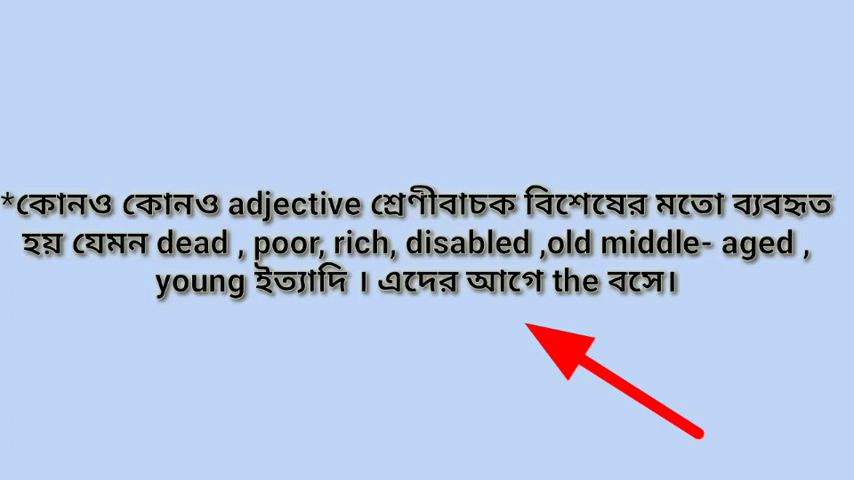 *কোনও কোনও adjective শ্রেণীবাচক বিশেষের মতো ব্যবহৃত
হয় যেমন dead , poor, rich, disabled ,old middle- aged ,
young ইত্যাদি । এদের আগে the বসে।